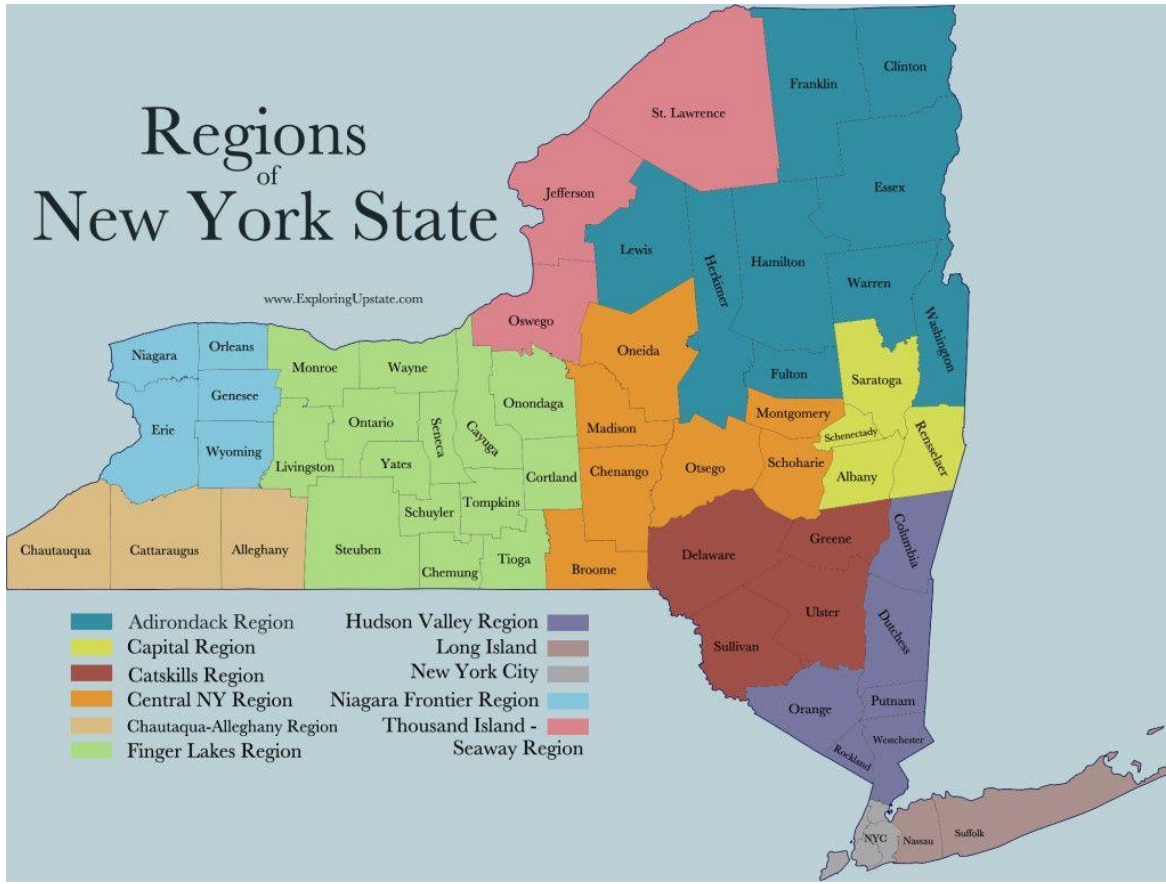 Regions
of
New York State
www.ExploringUpstate.com
Clinton
Franklin
St. Lawrence
Essex
Jefferson
Lewis
Herkimer
Hamilton
Warren
Washington
Oswego
Oneida
Fulton
Saratoga
Niagara
Orleans
Monroe
Wayne
Genesee
Onondaga
Montgomery
Ontario
Seneca
Cayuga
Madison
Schenectady
Rensselaer
Erie
Wyoming
Livingston
Yates
Cortland
Chenango
Otsego
Schoharie
Albany
Tompkins
Schuyler
Chautauqua
Cattaraugus
Alleghany
Steuben
Chemung
Tioga
Broome
Delaware
Greene
Columbia
Ulster
Sullivan
Dutchess
Orange
Putnam
Rockland
Westchester
NYC
Nassau
Suffolk
Adirondack Region
Capital Region
Catskills Region
Central NY Region
Chautaqua-Alleghany Region
Finger Lakes Region
Hudson Valley Region
Long Island
New York City
Niagara Frontier Region
Thousand Island -
Seaway Region